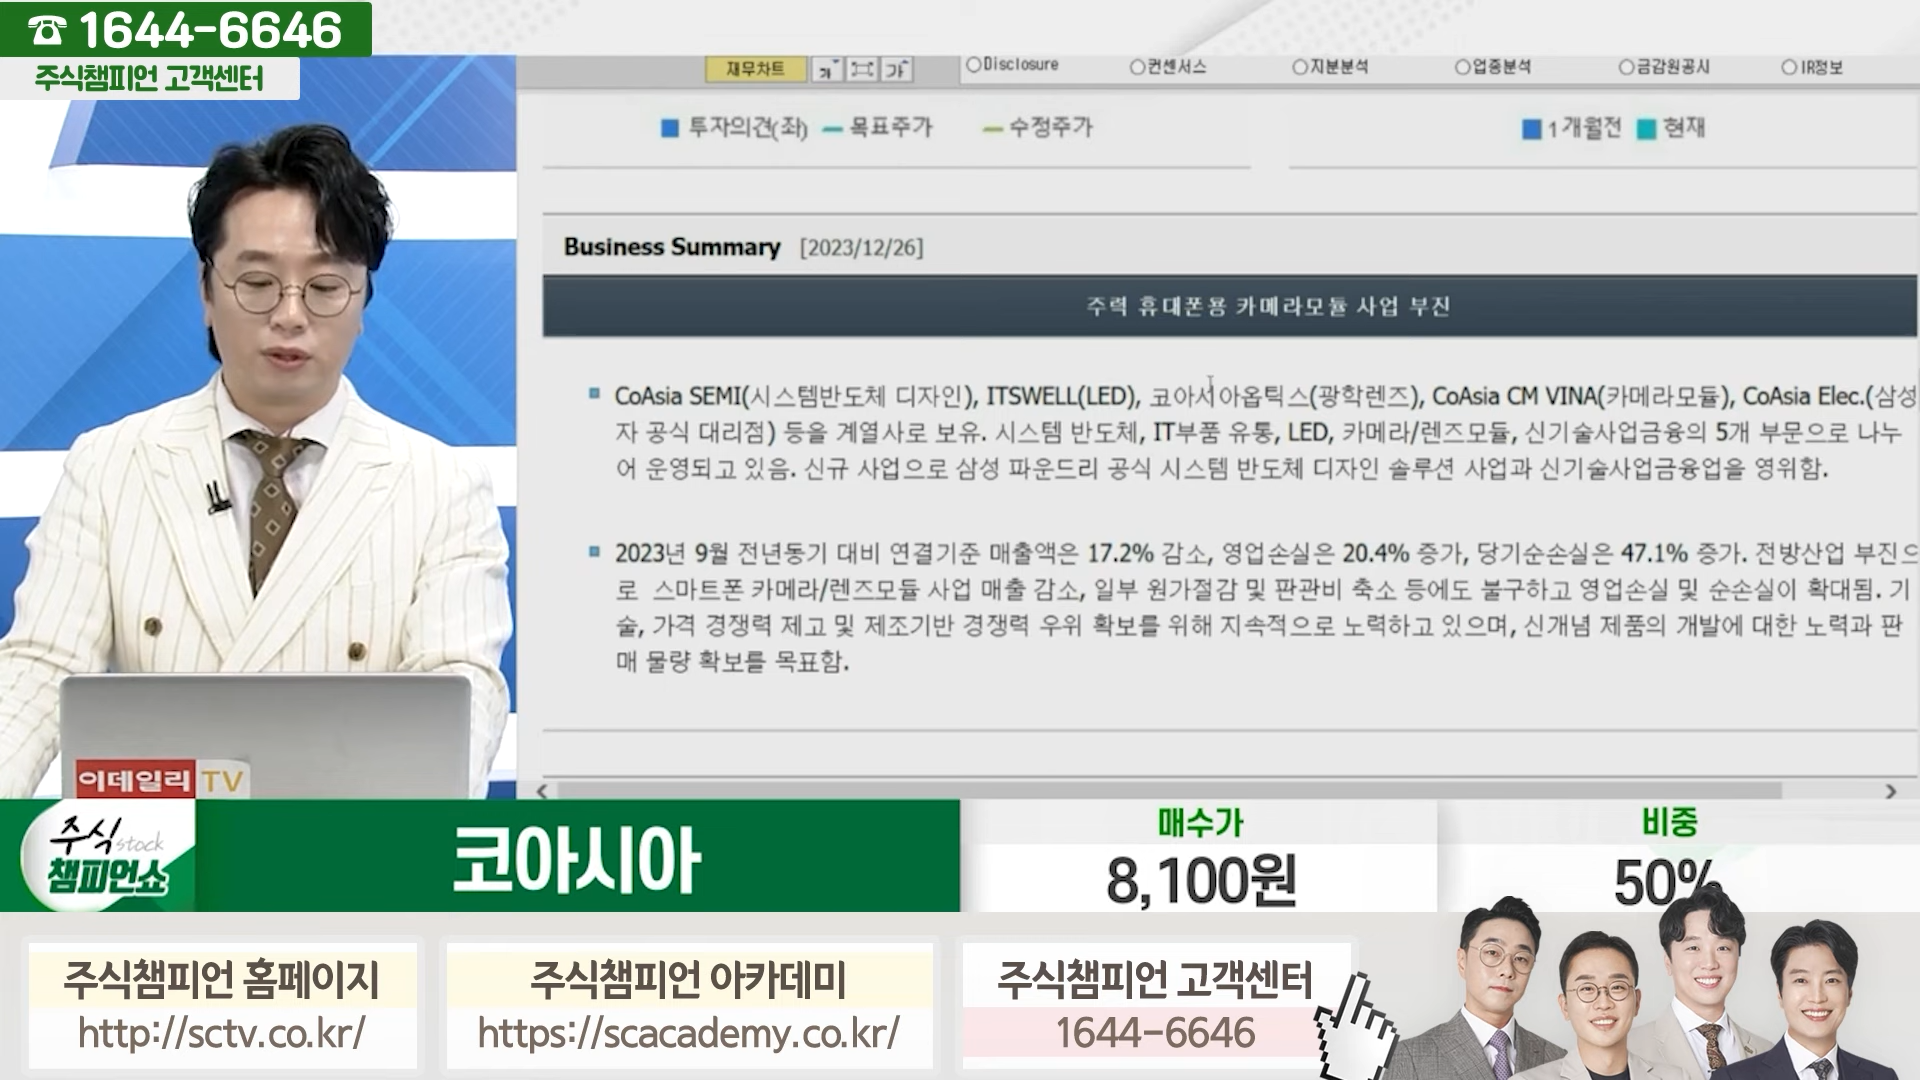 ☎ 1644-6646
주식챔피언 고객센터
재무차트
Disclosure
컨센서스
지분분석
업종분석
금감원공시
IR정보
투자의견(좌)
목표주가
수정주가
1개월전
현재
Business Summary [2023/12/26]
주력 휴대폰용 카메라모듈 사업 부진
CoAsia SEMI(시스템반도체 디자인), ITSWELL(LED), 코아시아옵틱스(광학렌즈), CoAsia CM VINA(카메라모듈), CoAsia Elec.(삼성
자 공식 대리점) 등을 계열사로 보유. 시스템 반도체, IT부품 유통, LED, 카메라/렌즈모듈, 신기술사업금융의 5개 부문으로 나누
어 운영되고 있음. 신규 사업으로 삼성 파운드리 공식 시스템 반도체 디자인 솔루션 사업과 신기술사업금융업을 영위함.
2023년 9월 전년동기 대비 연결기준 매출액은 17.2% 감소, 영업손실은 20.4% 증가, 당기순손실은 47.1% 증가. 전방산업 부진으
로 스마트폰 카메라/렌즈모듈 사업 매출 감소, 일부 원가절감 및 판관비 축소 등에도 불구하고 영업손실 및 순손실이 확대됨. 기
술, 가격 경쟁력 제고 및 제조기반 경쟁력 우위 확보를 위해 지속적으로 노력하고 있으며, 신개념 제품의 개발에 대한 노력과 판
매 물량 확보를 목표함.
이데일리 TV
주식 stock
챔피언쇼
코아시아
매수가
8,100원
비중
50%
주식챔피언 홈페이지
http://sctv.co.kr/
주식챔피언 아카데미
https://scacademy.co.kr/
주식챔피언 고객센터
1644-6646